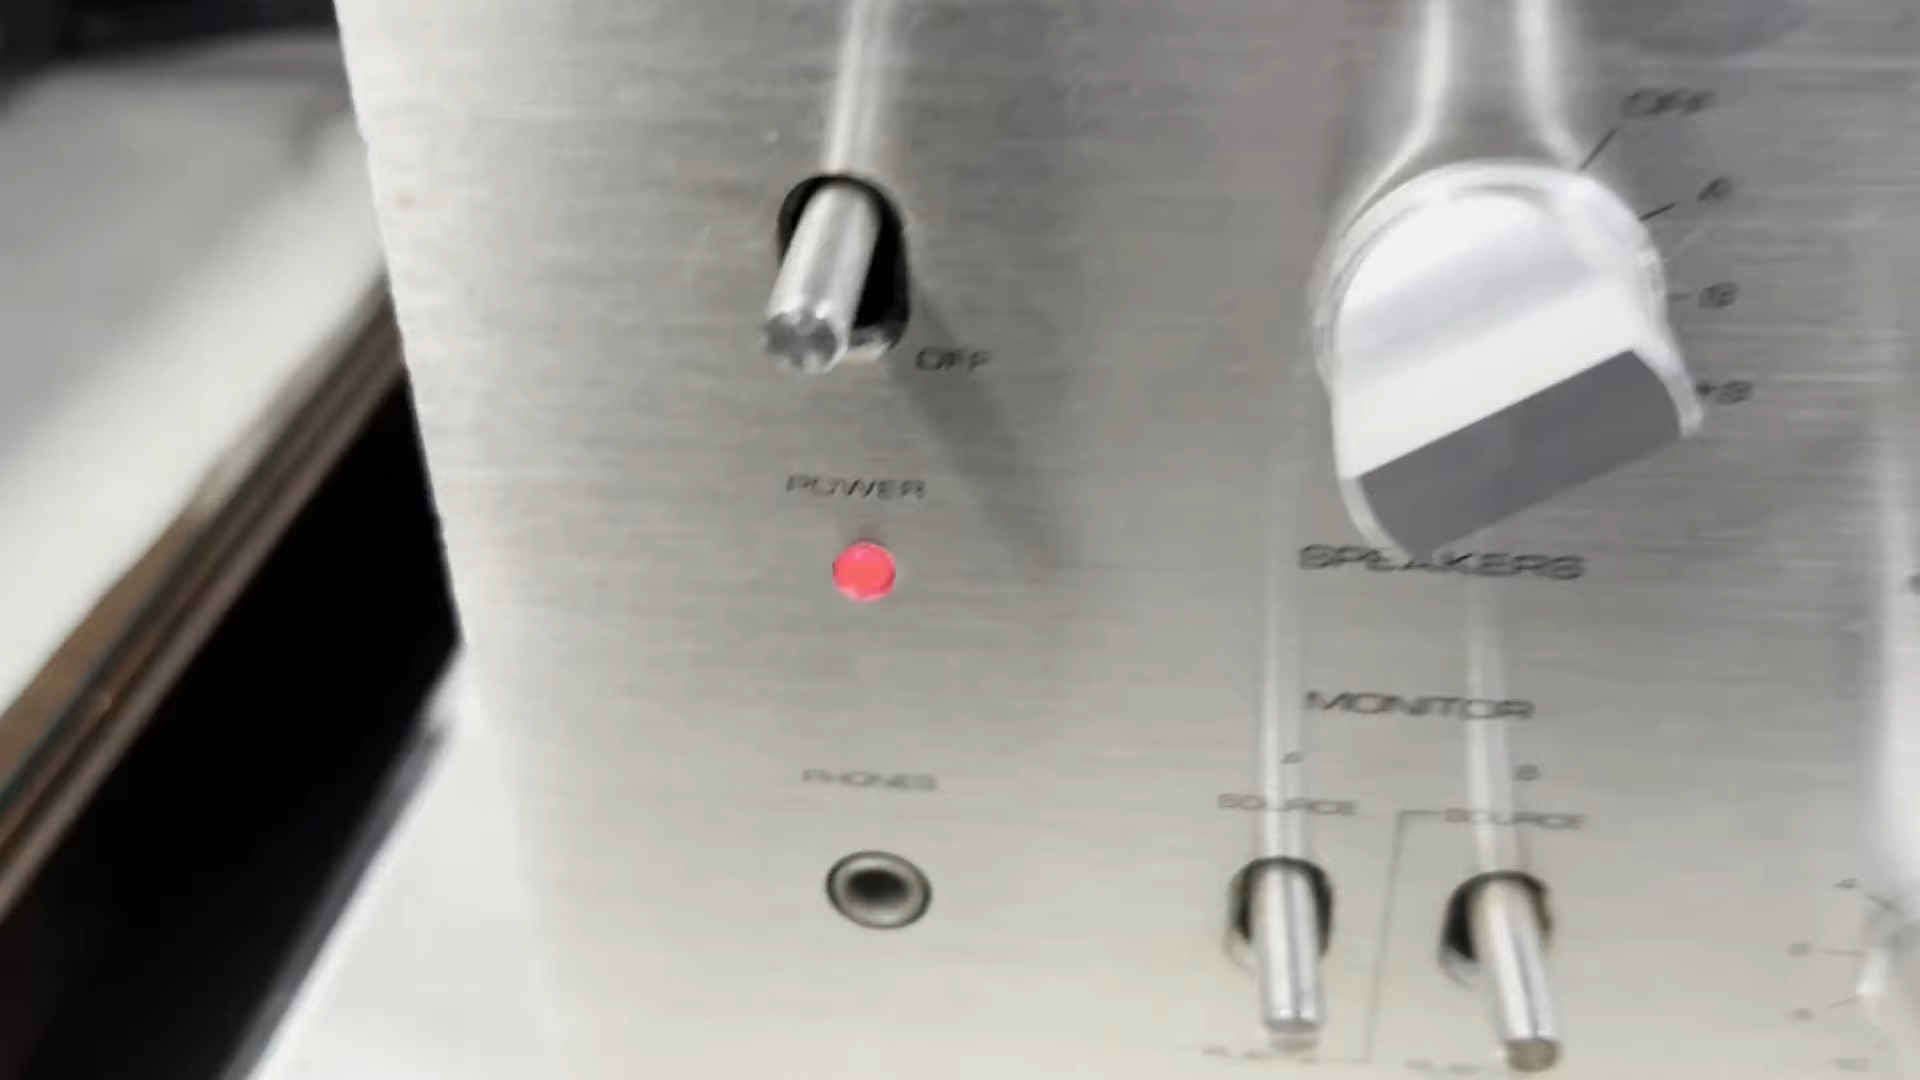 OFF
A
B
+B
OFF
POWER
SPEAKERS
MONITOR
A B
PHONES
SOURCE SOURCE